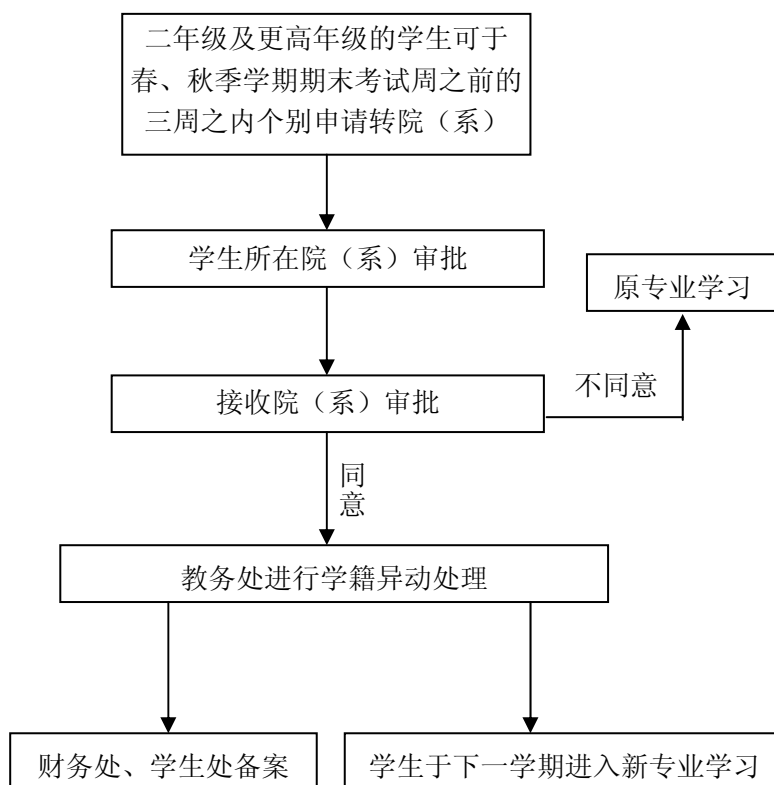 二年级及更高年级的学生可于
春、秋季学期期末考试周之前的
三周之内个别申请转院（系）
学生所在院（系）审批
原专业学习
接收院（系）审批
不同意
同
意
教务处进行学籍异动处理
财务处、学生处备案
学生于下一学期进入新专业学习